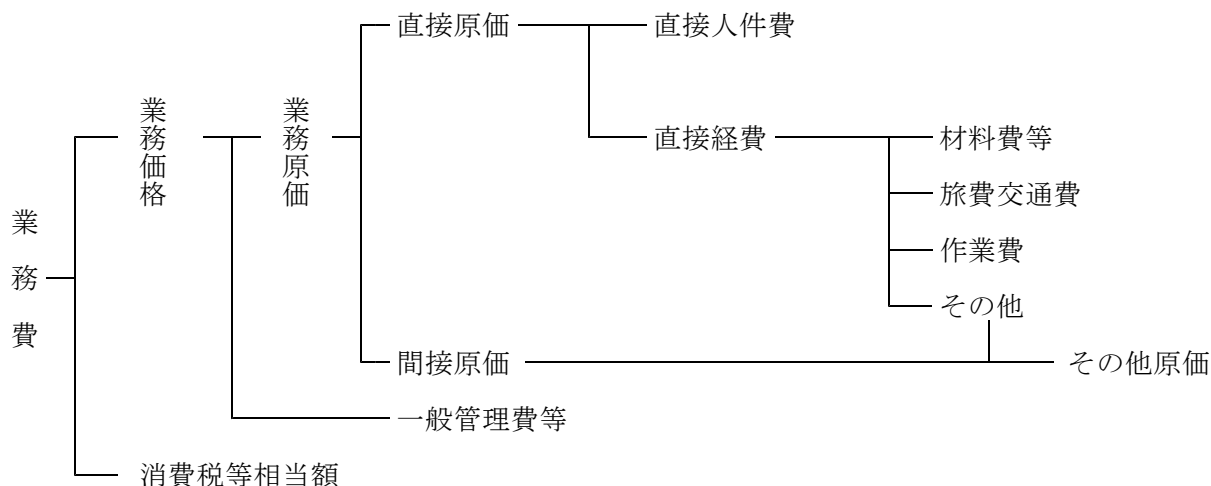 業務費
業務価格
業務原価
直接原価
直接人件費
直接経費
材料費等
旅費交通費
作業費
その他
間接原価
その他原価
一般管理費等
消費税等相当額